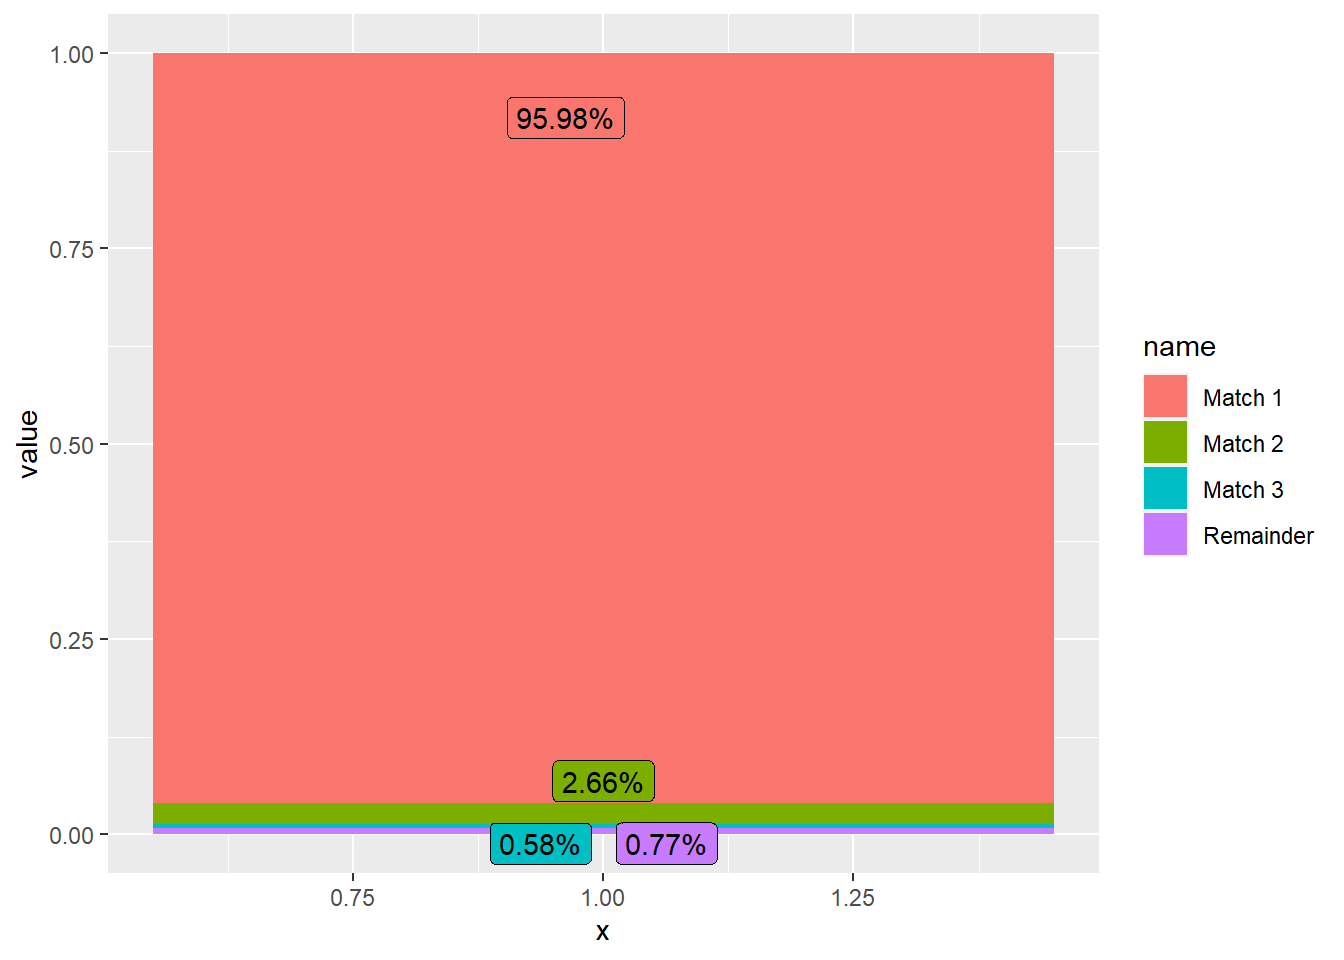 1.00
0.75
0.50
0.25
0.00
value
95.98%
2.66%
0.58%
0.77%
0.75
1.00
1.25
x
name
Match 1
Match 2
Match 3
Remainder